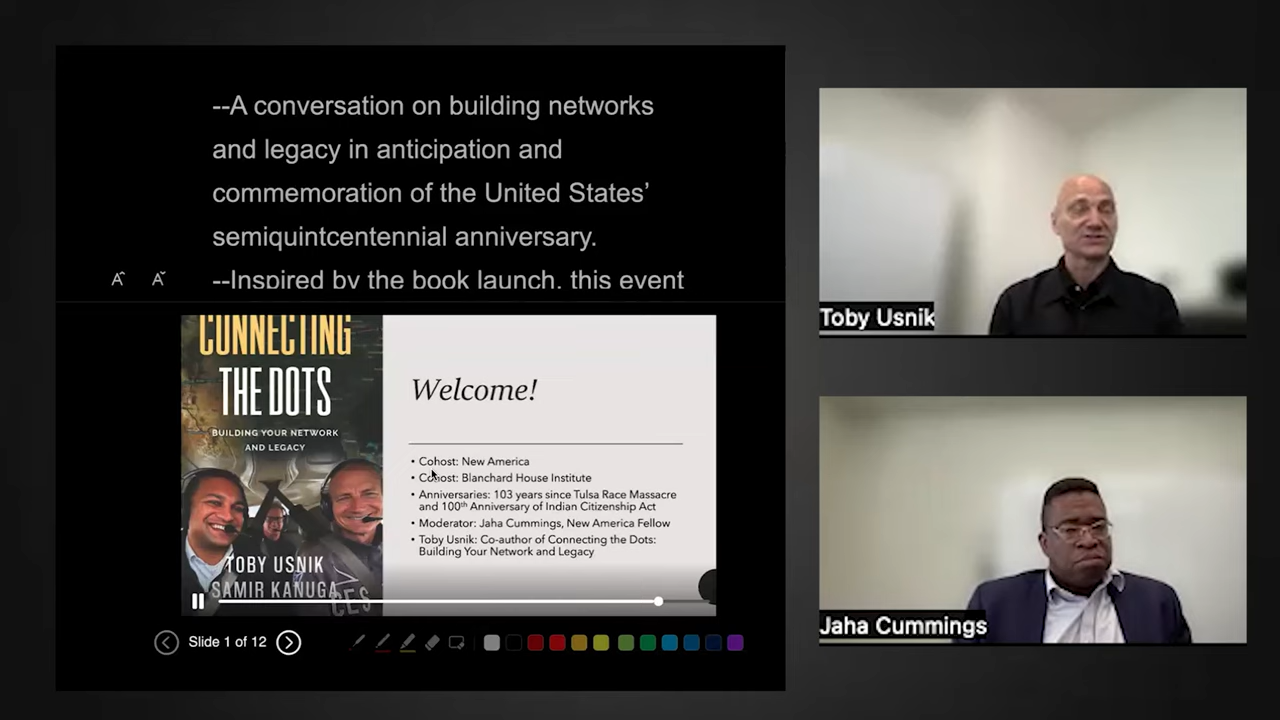 --A conversation on building networks
and legacy in anticipation and
commemoration of the United States’
semiquintcentennial anniversary.
--Inspired by the book launch, this event
A A
CONNECTING
THE DOTS
BUILDING YOUR NETWORK
AND LEGACY
TOBY USNIK
SAMIR KANUGA
CES
Welcome!
• Cohost: New America
• Cohost: Blanchard House Institute
• Anniversaries: 103 years since Tulsa Race Massacre
and 100th Anniversary of Indian Citizenship Act
• Moderator: Jaha Cummings, New America Fellow
• Toby Usnik: Co-author of Connecting the Dots:
Building Your Network and Legacy
Slide 1 of 12
Toby Usnik
Jaha Cummings